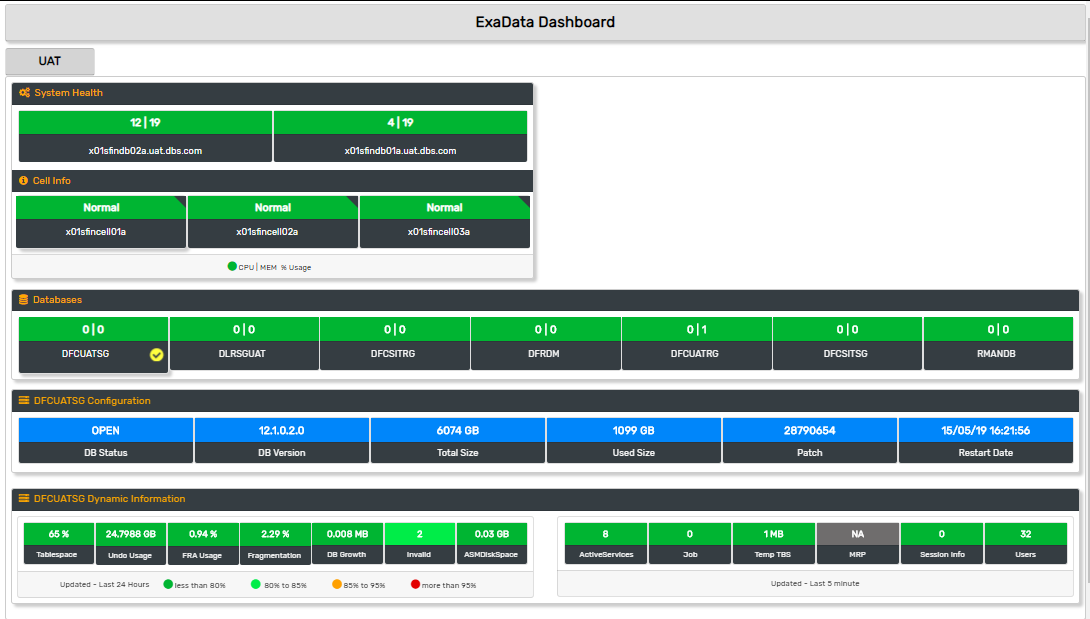 ExaData Dashboard
UAT
System Health
12 | 19 4 | 19
x01sfindb02a.uat.dbs.com x01sfindb01a.uat.dbs.com
Cell Info
Normal Normal Normal
x01sfincell01a x01sfincell02a x01sfincell03a
CPU | MEM % Usage
Databases
0 | 0 0 | 0 0 | 0 0 | 0 0 | 1 0 | 0 0 | 0
DFCUATSG DLRSGUAT DFCSITRG DFRDM DFCUATRG DFCSITSG RMANDB
DFCUATSG Configuration
OPEN 12.1.0.2.0 6074 GB 1099 GB 28790654 15/05/19 16:21:56
DB Status DB Version Total Size Used Size Patch Restart Date
DFCUATSG Dynamic Information
65 % 24.7988 GB 0.94 % 2.29 % 0.008 MB 2 0.03 GB 8 0 1 MB NA 0 32
Tablespace Undo Usage FRA Usage Fragmentation DB Growth Invalid ASMDiskSpace ActiveServices Job Temp TBS MRP Session Info Users
Updated - Last 24 Hours less than 80% 80% to 85% 85% to 95% more than 95% Updated - Last 5 minute